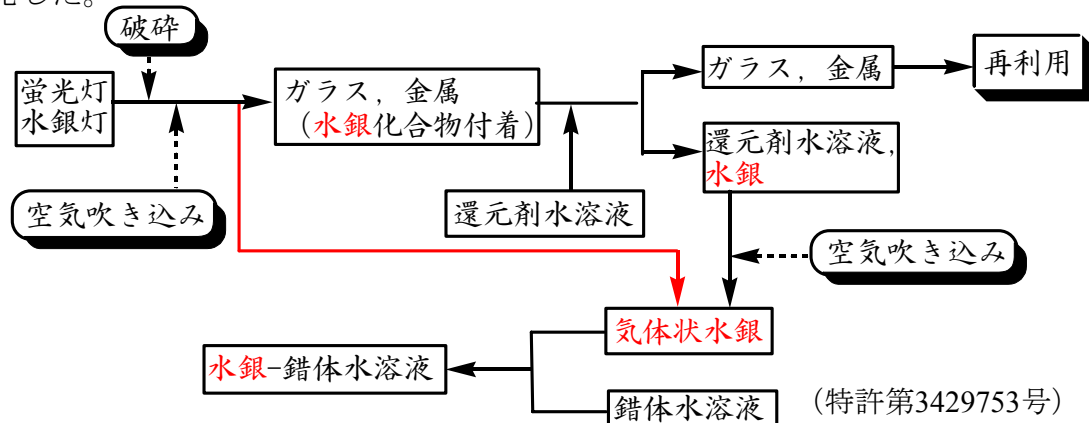 した。
破砕
蛍光灯
水銀灯
ガラス，金属
（水銀化合物付着）
ガラス，金属
再利用
還元剤水溶液，
水銀
空気吹き込み
還元剤水溶液
空気吹き込み
気体状水銀
水銀-錯体水溶液
錯体水溶液
（特許第3429753号）